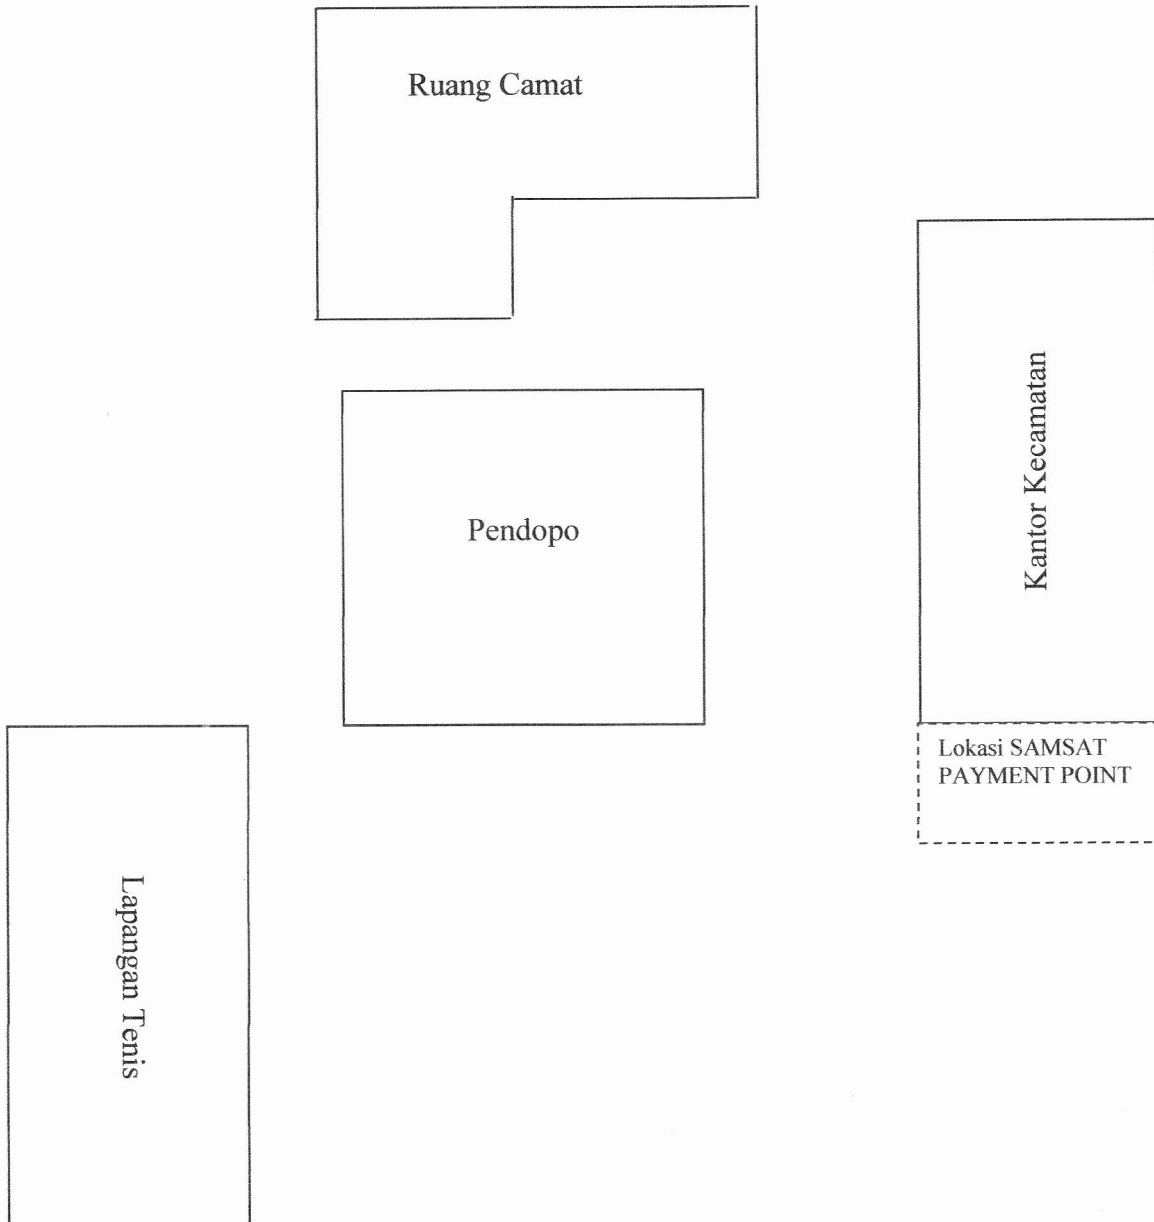 Ruang Camat
Kantor Kecamatan
Pendopo
Lokasi SAMSAT
PAYMENT POINT
Lapangan Tenis